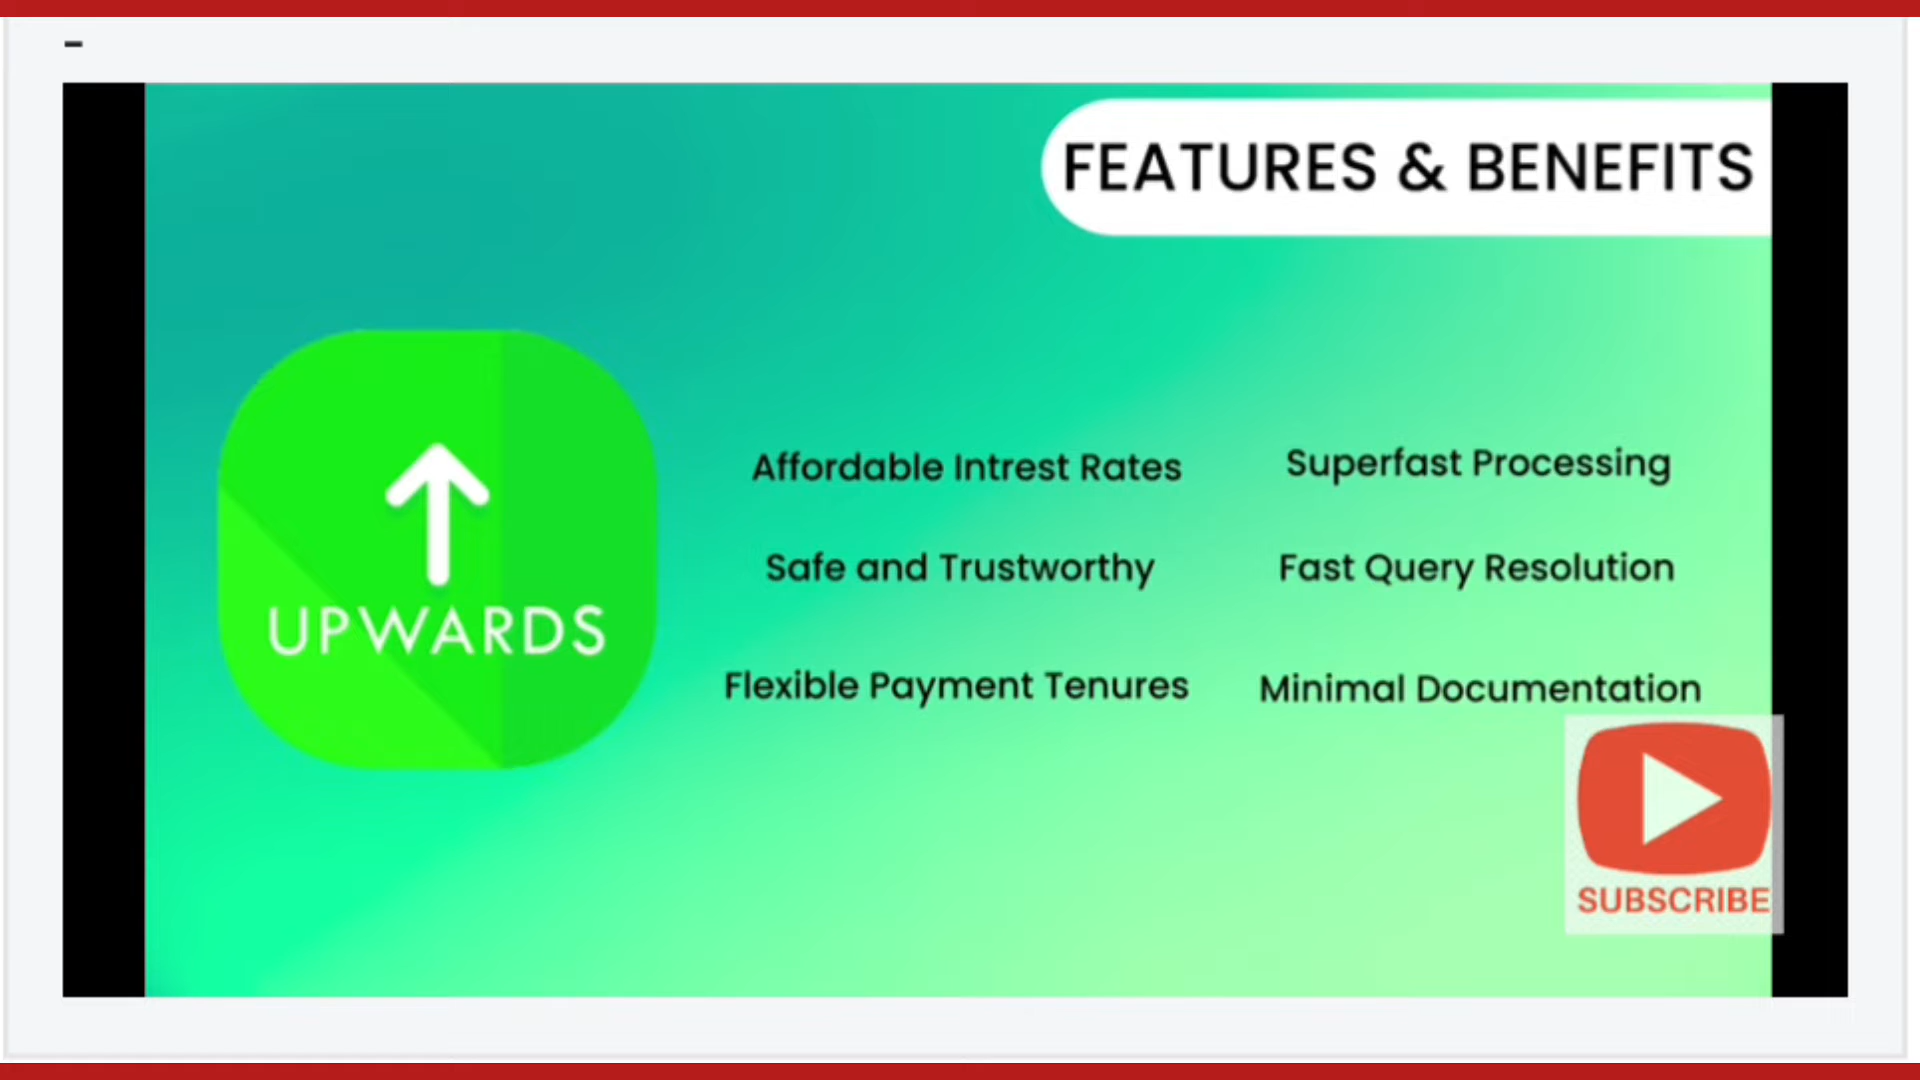 -
FEATURES & BENEFITS
Affordable Intrest Rates
Superfast Processing
Safe and Trustworthy
Fast Query Resolution
UPWARDS
Flexible Payment Tenures
Minimal Documentation
SUBSCRIBE